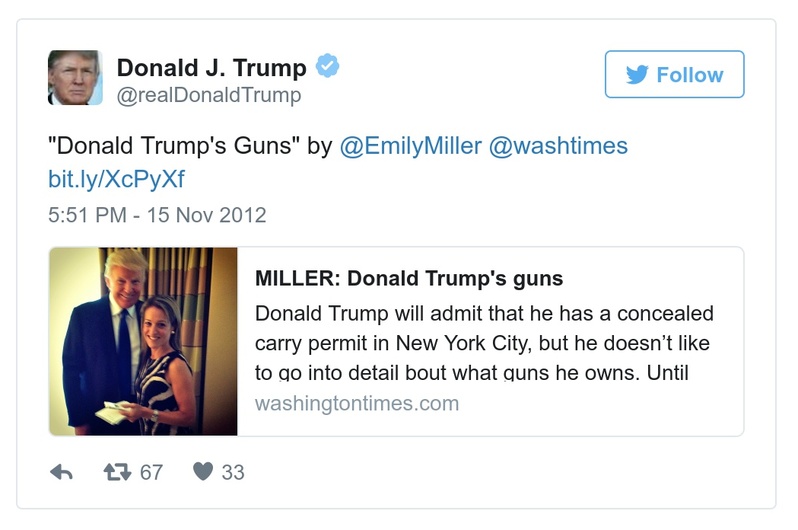 Donald J. Trump
@realDonaldTrump
Follow
"Donald Trump's Guns" by @EmilyMiller @washtimes
bit.ly/XcPyXf
5:51 PM - 15 Nov 2012
MILLER: Donald Trump's guns
Donald Trump will admit that he has a concealed
carry permit in New York City, but he doesn’t like
to go into detail bout what guns he owns. Until
washingtontimes.com
67
33